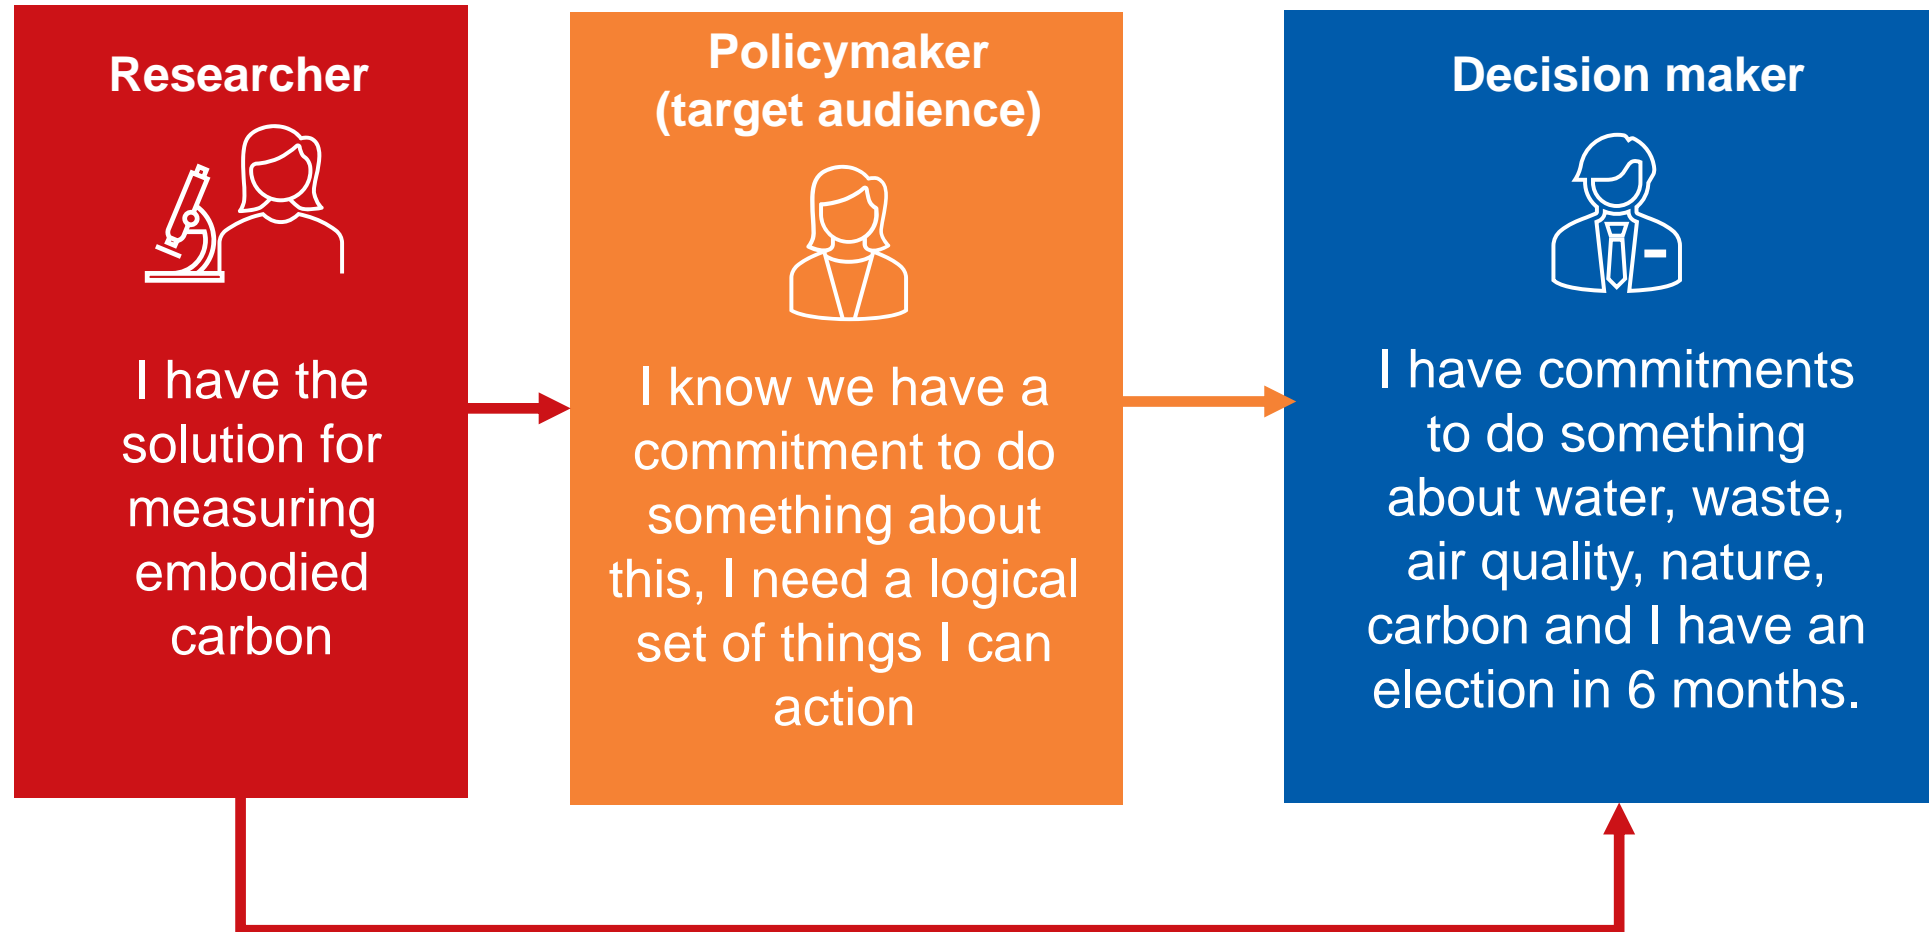 Researcher
I have the
solution for
measuring
embodied
carbon
Policymaker
(target audience)
I know we have a
commitment to do
something about
this, I need a logical
set of things I can
action
Decision maker
I have commitments
to do something
about water, waste,
air quality, nature,
carbon and I have an
election in 6 months.